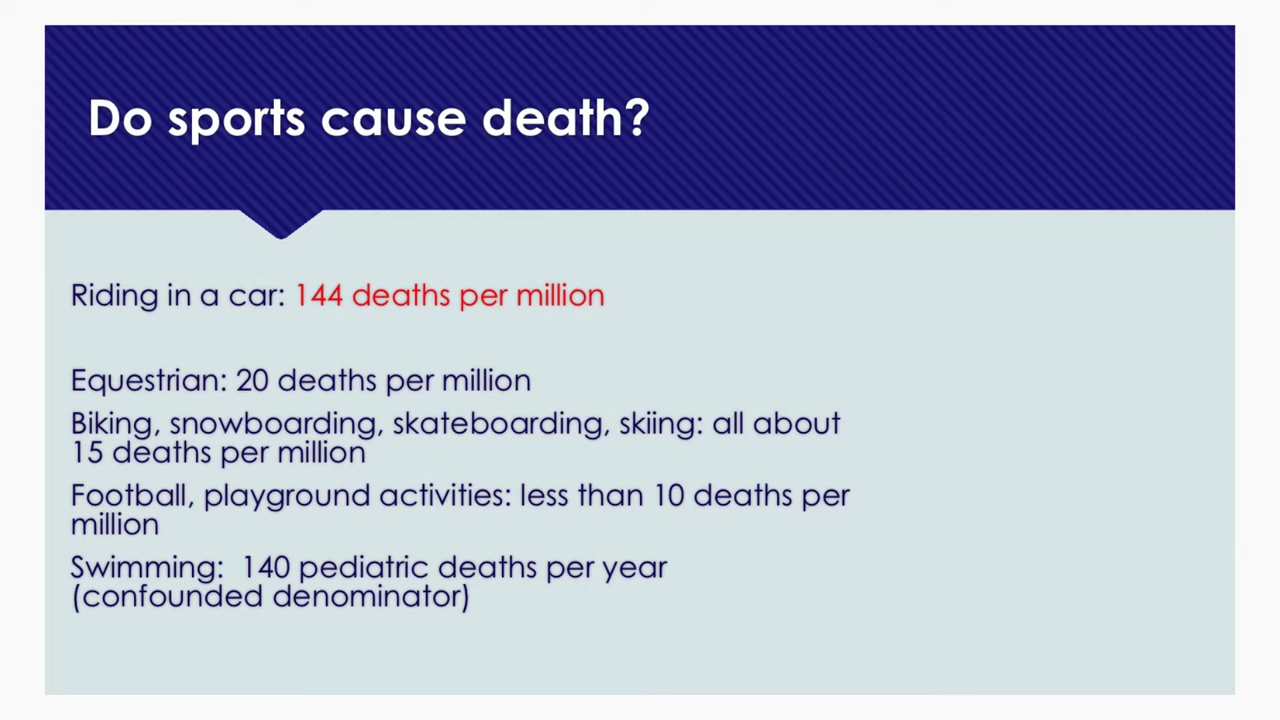 Do sports cause death?
Riding in a car: 144 deaths per million
Equestrian: 20 deaths per million
Biking, snowboarding, skateboarding, skiing: all about
15 deaths per million
Football, playground activities: less than 10 deaths per
million
Swimming:  140 pediatric deaths per year
(confounded denominator)